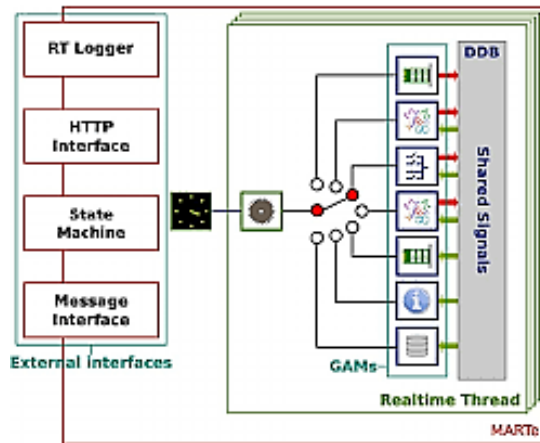 RT Logger
HTTP
Interface
State
Machine
Message
Interface
External interfaces
DDB
Shared Signals
GAMs
Realtime Thread
MARTe